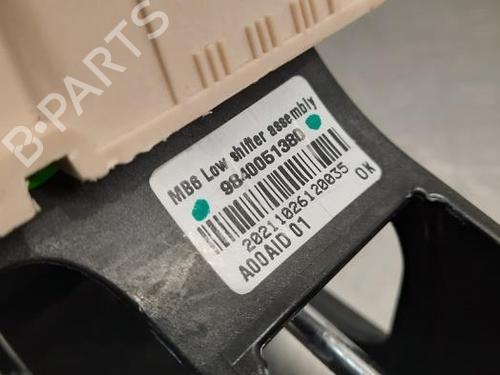 B-PARTS
MB6 Low shifter assembly
9840051380
20211026120035 OK
A00AID 01